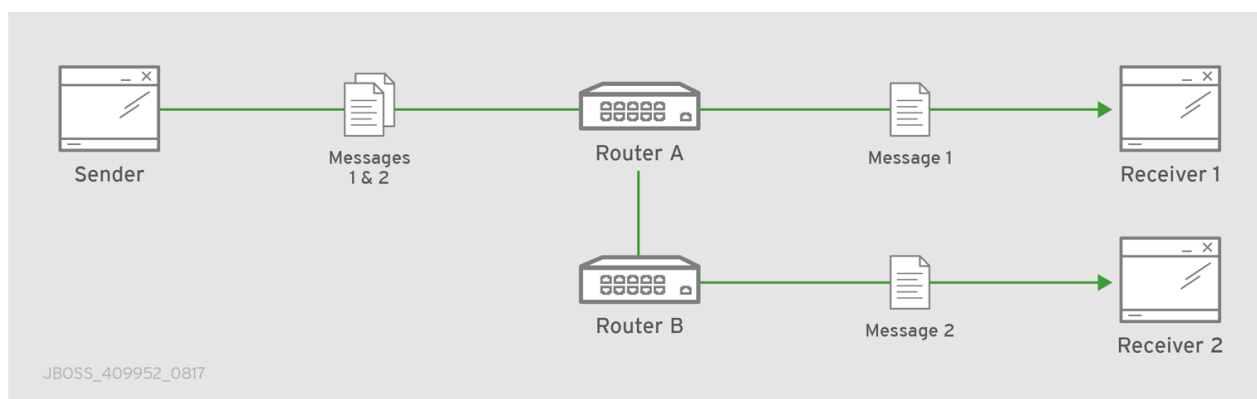 Sender
Messages
1 & 2
Router A
Message 1
Receiver 1
Router B
Message 2
Receiver 2
JBOSS_409952_0817